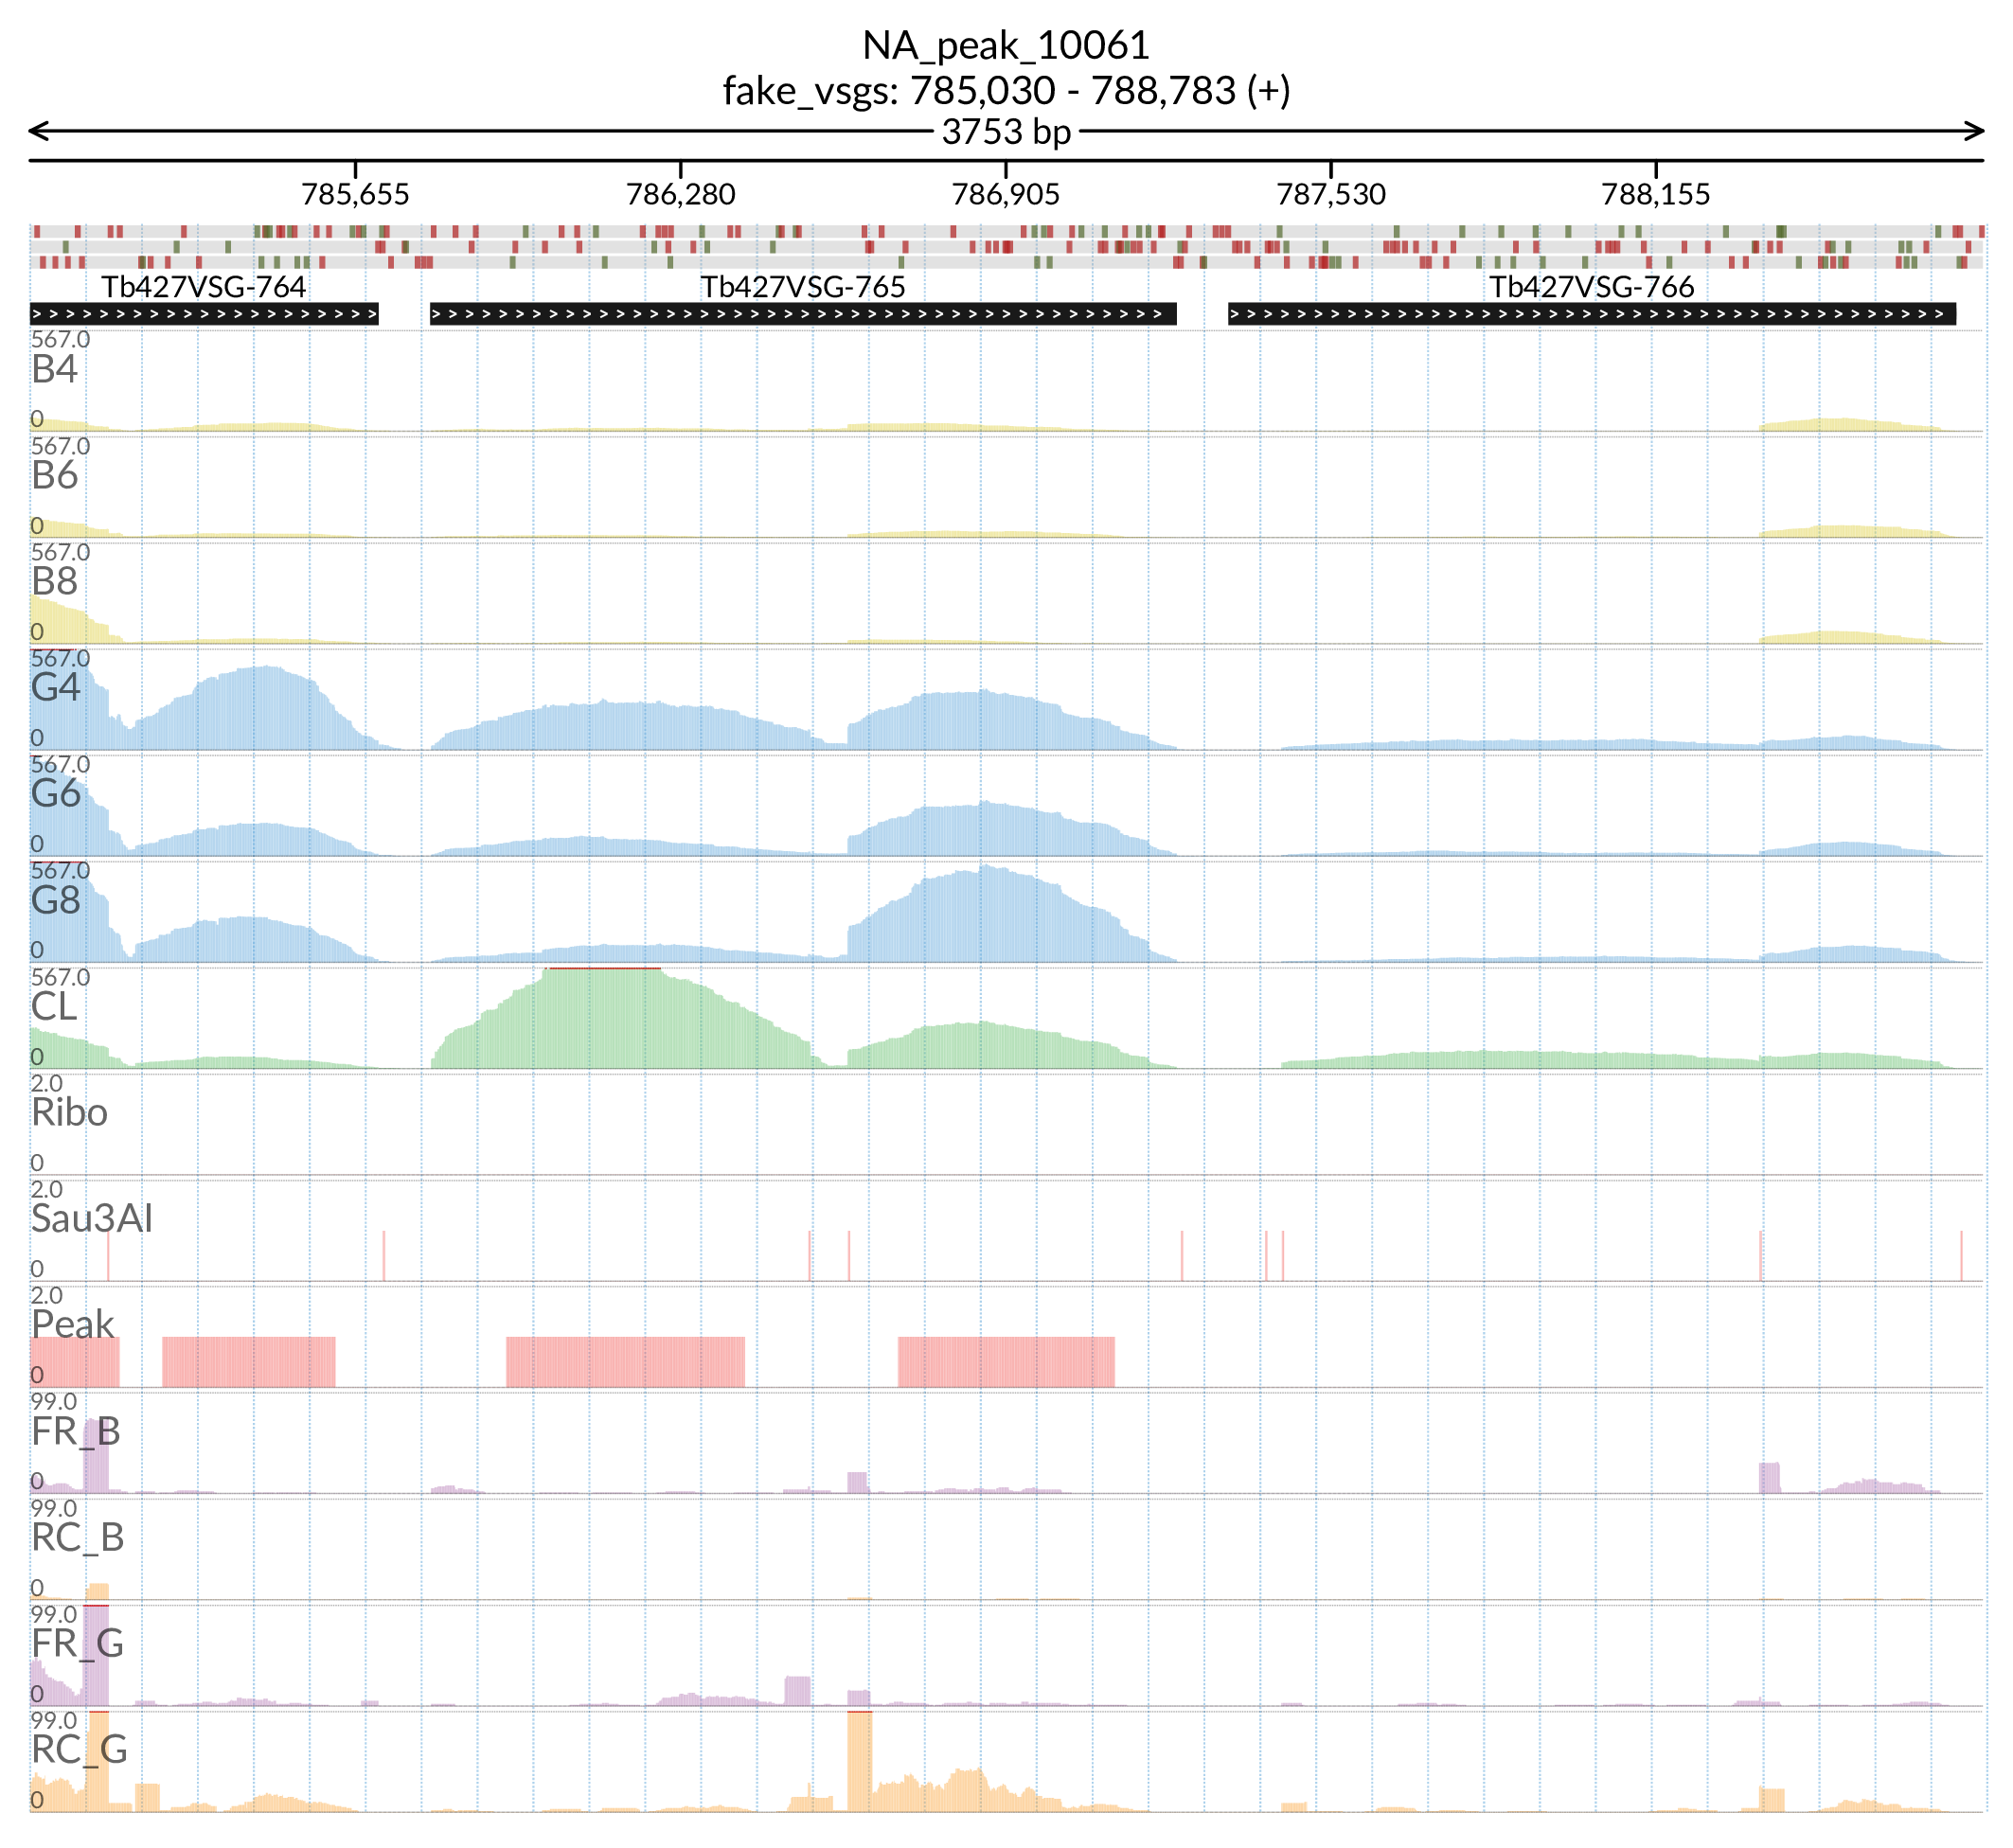 NA_peak_10061
fake_vsgs: 785,030 - 788,783 (+)
3753 bp
785,655 786,280 786,905 787,530 788,155
Tb427VSG-764 Tb427VSG-765 Tb427VSG-766
567.0
B4
0
567.0
B6
0
567.0
B8
0
567.0
G4
0
567.0
G6
0
567.0
G8
0
567.0
CL
0
2.0
Ribo
0
2.0
Sau3AI
0
2.0
Peak
0
99.0
FR_B
0
99.0
RC_B
0
99.0
FR_G
0
99.0
RC_G
0